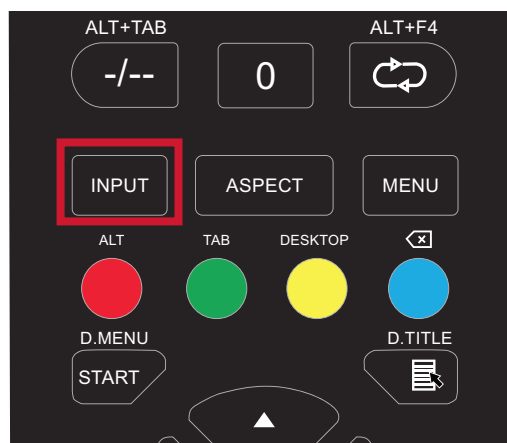 ALT+TAB ALT+F4
-/-- 0
INPUT ASPECT MENU
ALT TAB DESKTOP
D.MENU D.TITLE
START